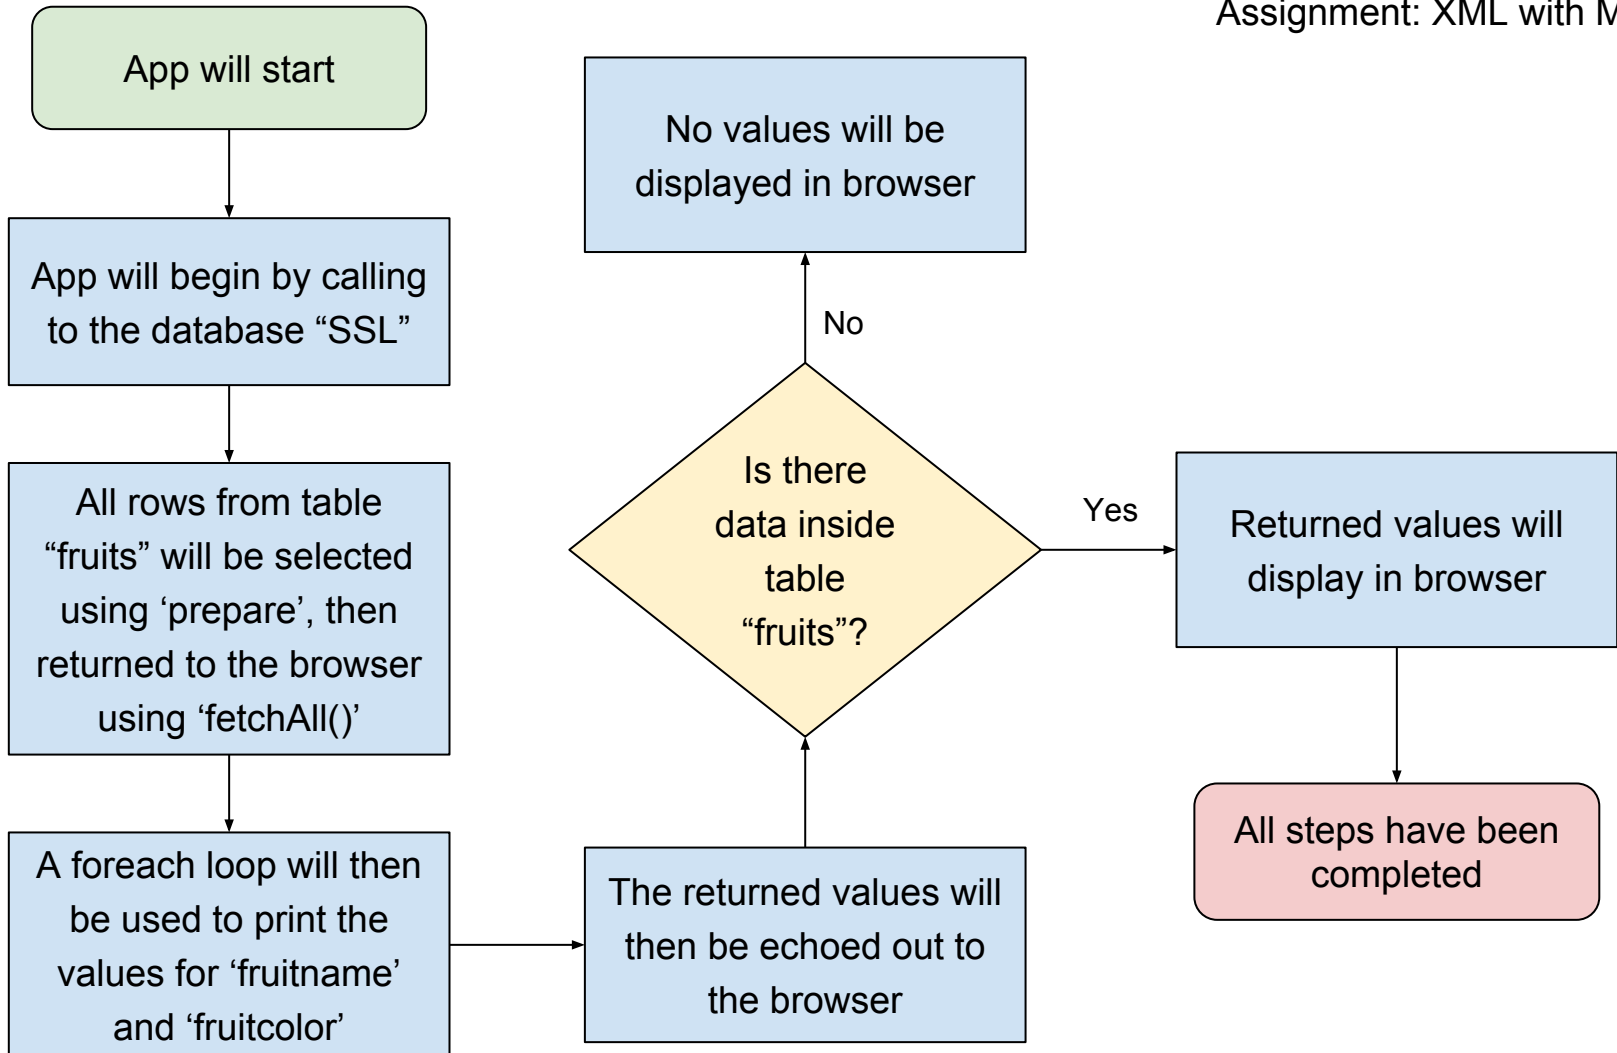 Assignment: XML with M
App will start
App will begin by calling
to the database “SSL”
All rows from table
“fruits” will be selected
using ‘prepare’, then
returned to the browser
using ‘fetchAll()’
A foreach loop will then
be used to print the
values for ‘fruitname’
and ‘fruitcolor’
The returned values will
then be echoed out to
the browser
Is there
data inside
table
“fruits”?
No
No values will be
displayed in browser
Yes
Returned values will
display in browser
All steps have been
completed